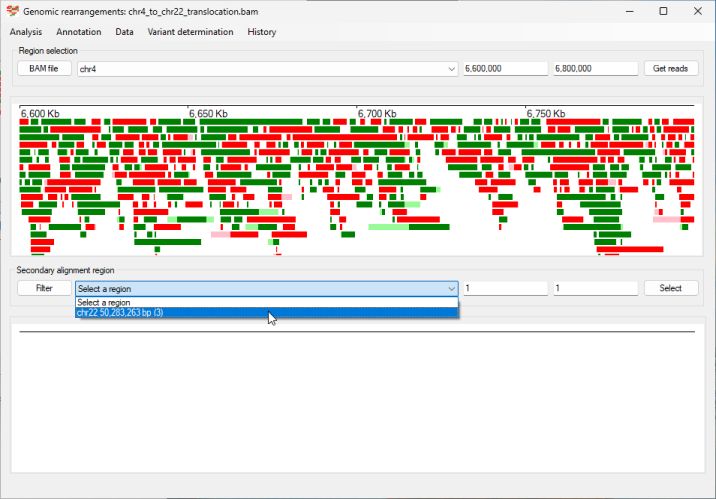 Genomic rearrangements: chr4_to_chr22_translocation.bam
Analysis Annotation Data Variant determination History
Region selection
BAM file chr4 6,600,000 6,800,000 Get reads
6,600 Kb 6,650 Kb 6,700 Kb 6,750 Kb
Secondary alignment region
Filter Select a region 1 1 Select
Select a region
chr22 50,283,263 bp (3)